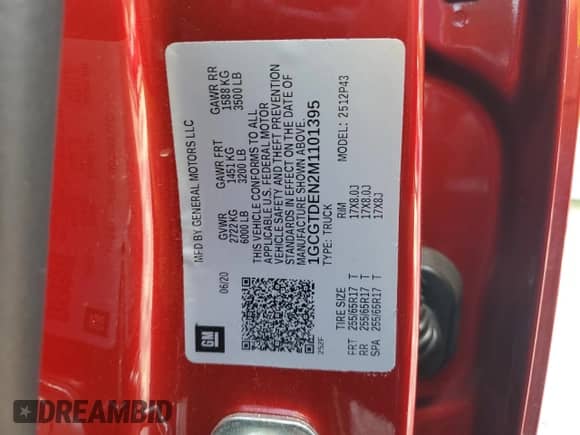 MFD BY GENERAL MOTORS LLC
06/20
GVWR
2722 KG
6000 LB
GAWR FRT
1451 KG
3200 LB
GAWR RR
1588 KG
3500 LB
THIS VEHICLE CONFORMS TO ALL
APPLICABLE U.S. FEDERAL MOTOR
VEHICLE SAFETY AND THEFT PREVENTION
STANDARDS IN EFFECT ON THE DATE OF
MANUFACTURE SHOWN ABOVE.
1GCGTDEN2M1101395
TYPE: TRUCK
MODEL: 2512P43
GM
252FF
TIRE SIZE
RIM
FRT 255/65R17 T 17X8.0J
RR 255/65R17 T 17X8.0J
SPA 255/65R17 T 17X8J
DREAMBID